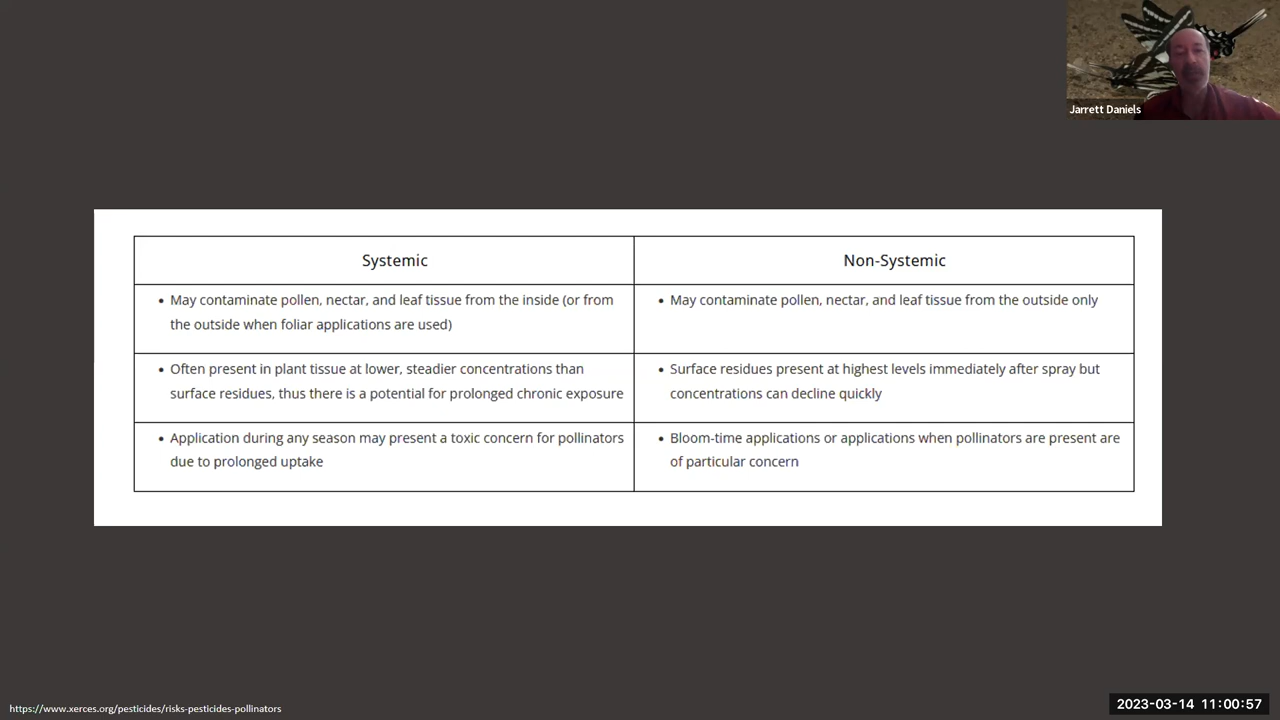 Jarrett Daniels
Systemic
Non-Systemic
• May contaminate pollen, nectar, and leaf tissue from the inside (or from
the outside when foliar applications are used)
• May contaminate pollen, nectar, and leaf tissue from the outside only
• Often present in plant tissue at lower, steadier concentrations than
surface residues, thus there is a potential for prolonged chronic exposure
• Surface residues present at highest levels immediately after spray but
concentrations can decline quickly
• Application during any season may present a toxic concern for pollinators
due to prolonged uptake
• Bloom-time applications or applications when pollinators are present are
of particular concern
https://www.xerces.org/pesticides/risks-pesticides-pollinators
2023-03-14 11:00:57